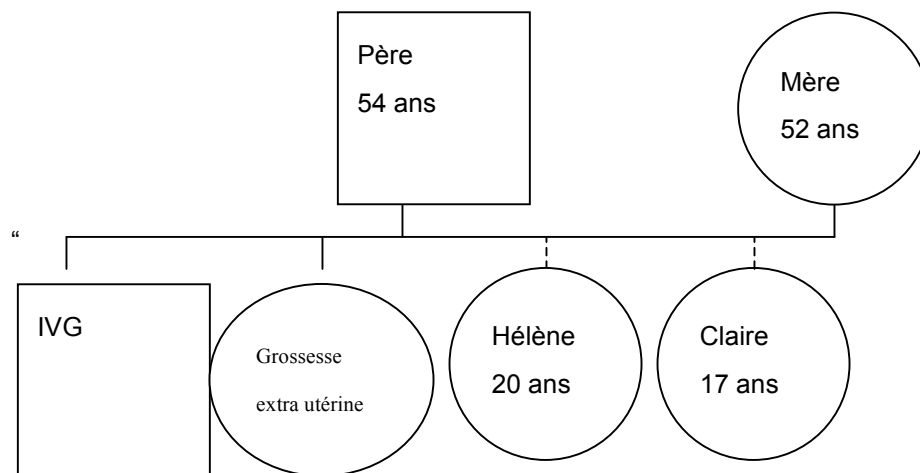 Père
54 ans
Mère
52 ans
“
IVG
Grossesse
extra utérine
Hélène
20 ans
Claire
17 ans